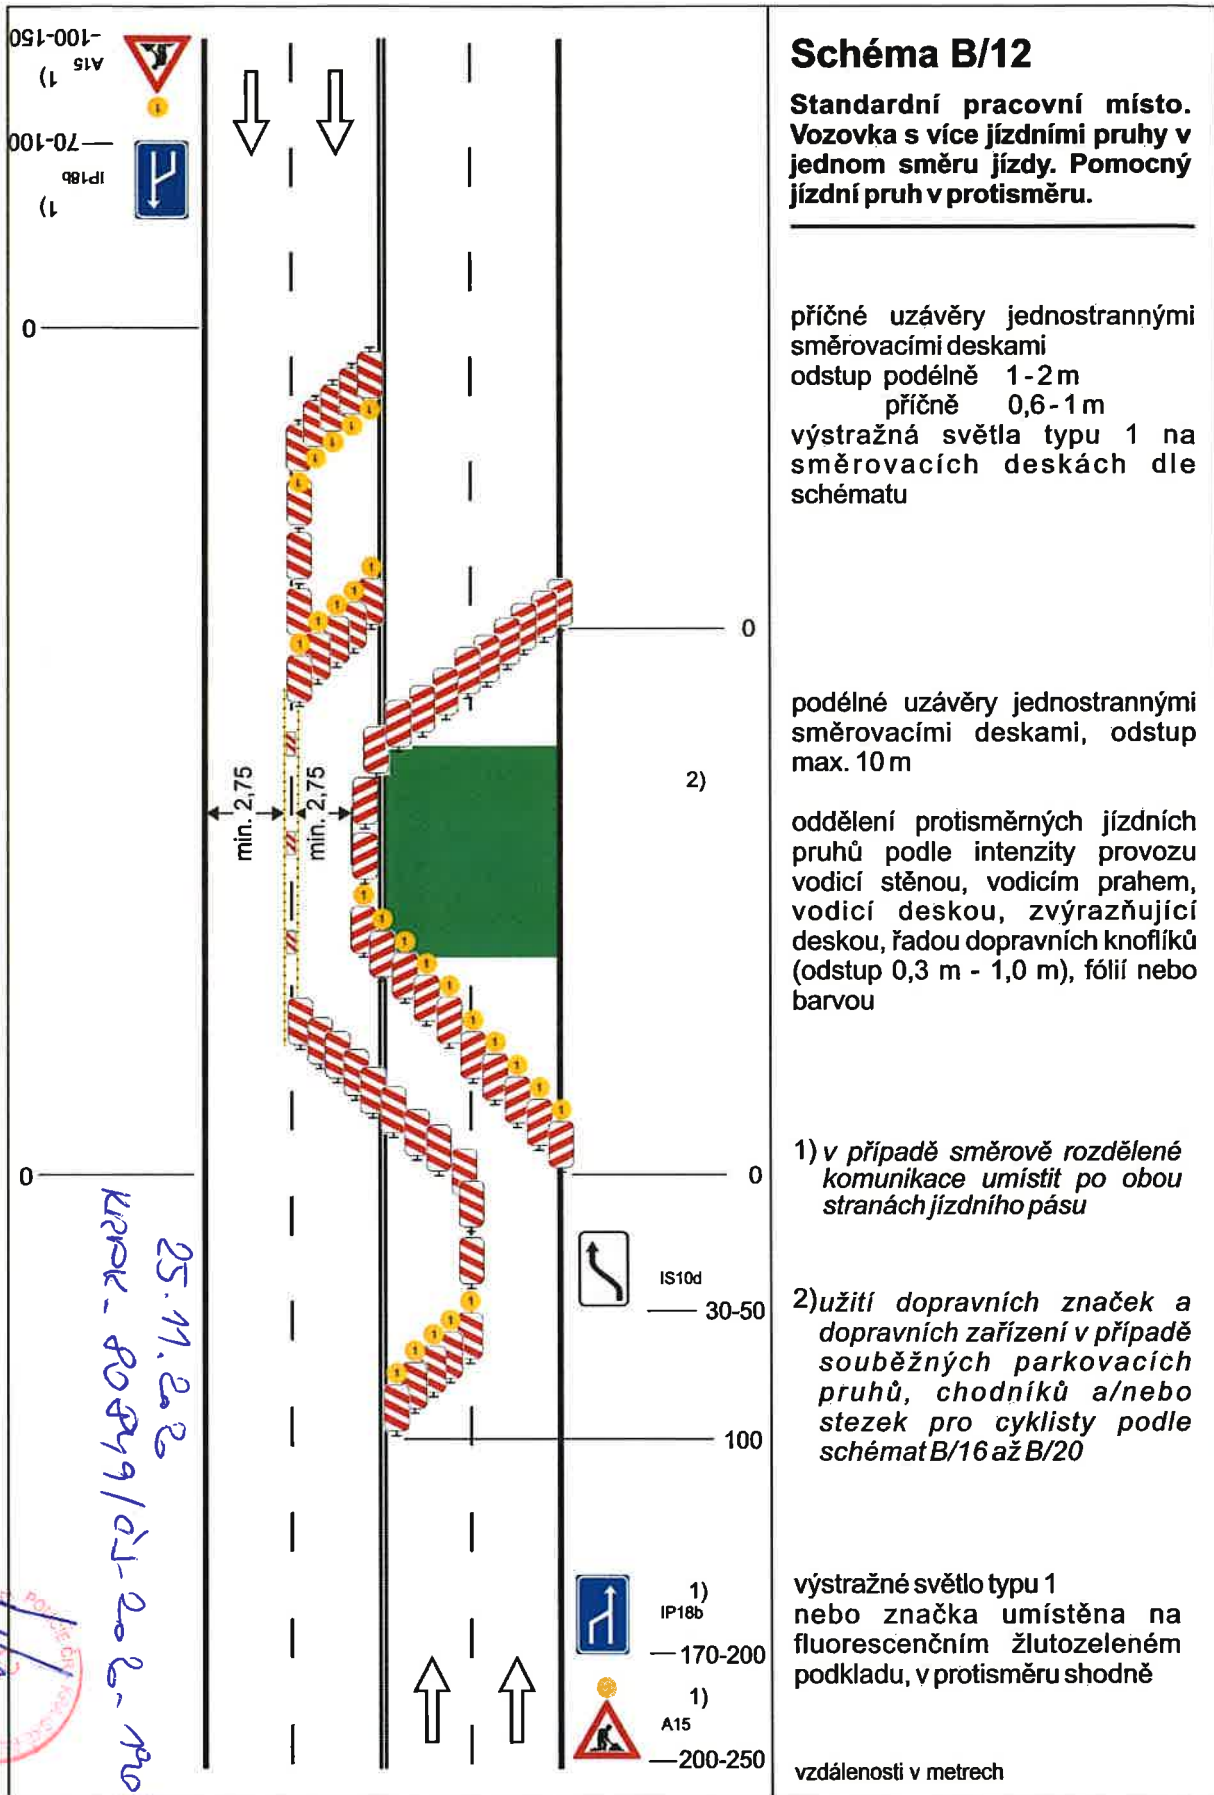 -100-150
A15
1)
—70-100
IP18b
1)
0
min. 2,75
min. 2,75
2)
0
0
0
IS10d
30-50
100
1)
IP18b
170-200
1)
A15
200-250
25. 11. 2020
Schéma B/12
Standardní pracovní místo.
Vozovka s více jízdními pruhy v
jednom směru jízdy. Pomocný
jízdní pruh v protisměru.
příčné uzávěry jednostrannými
směrovacími deskami
odstup podélně 1-2 m
příčně 0,6-1 m
výstražná světla typu 1 na
směrovacích deskách dle
schématu
podélné uzávěry jednostrannými
směrovacími deskami, odstup
max. 10 m
oddělení protisměrných jízdních
pruhů podle intenzity provozu
vodicí stěnou, vodicím prahem,
vodicí deskou, zvýrazňující
deskou, řadou dopravních knoflíků
(odstup 0,3 m - 1,0 m), fólií nebo
barvou
1) v případě směrově rozdělené
komunikace umístit po obou
stranách jízdního pásu
2) užití dopravních značek a
dopravních zařízení v případě
souběžných parkovacích
pruhů, chodníků a/nebo
stezek pro cyklisty podle
schémat B/16 až B/20
výstražné světlo typu 1
nebo značka umístěna na
fluorescenčním žlutozeleném
podkladu, v protisměru shodně
vzdálenosti v metrech